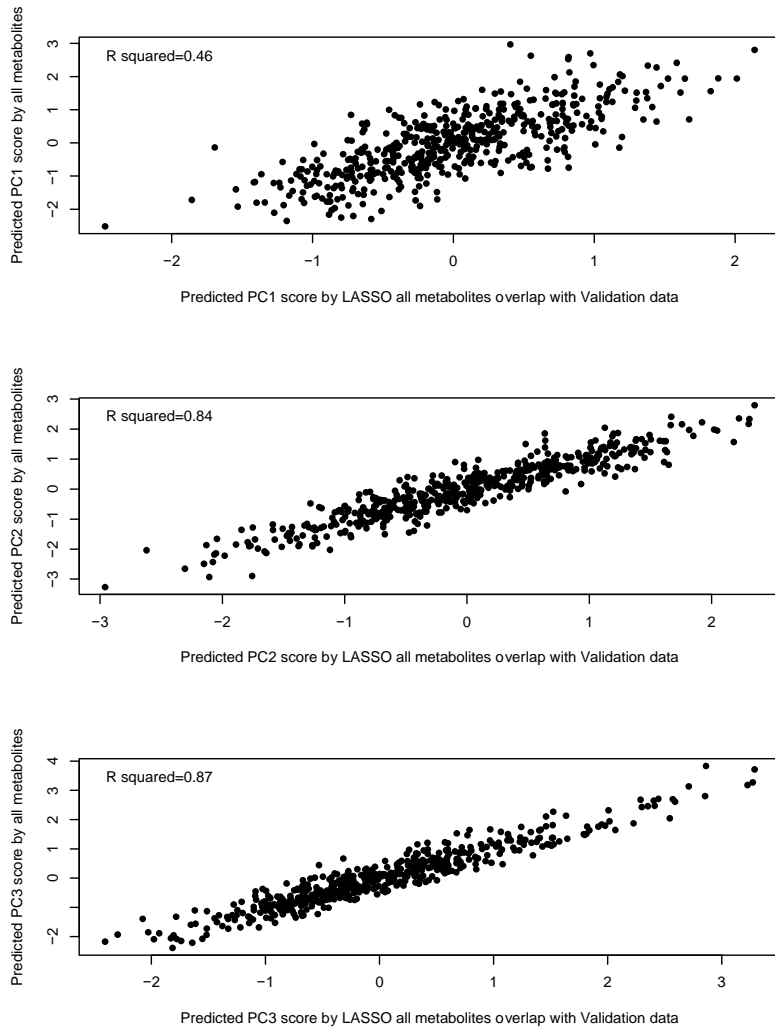 R squared=0.46
Predicted PC1 score by all metabolites
3
2
1
0
−1
−2
−2 −1 0 1 2
Predicted PC1 score by LASSO all metabolites overlap with Validation data
R squared=0.84
Predicted PC2 score by all metabolites
3
2
1
0
−1
−2
−3
−3 −2 −1 0 1 2
Predicted PC2 score by LASSO all metabolites overlap with Validation data
R squared=0.87
Predicted PC3 score by all metabolites
4
3
2
1
0
−2
−2 −1 0 1 2 3
Predicted PC3 score by LASSO all metabolites overlap with Validation data